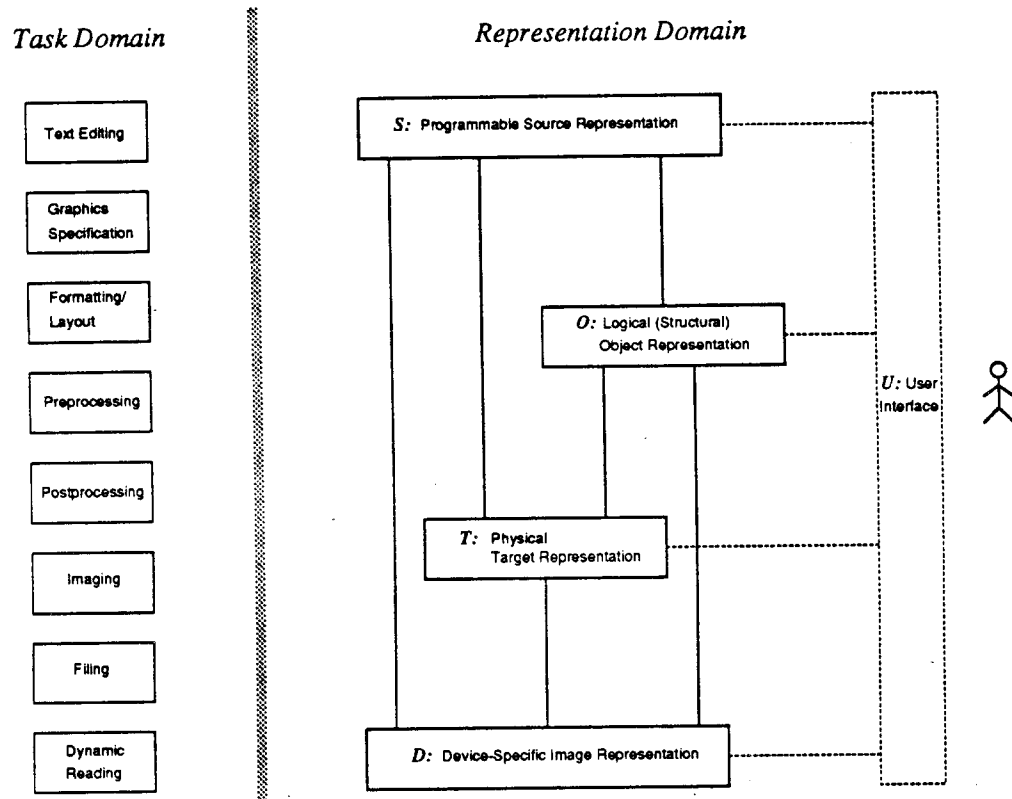 Task Domain
Representation Domain
Text Editing
Graphics
Specification
Formatting/
Layout
Preprocessing
Postprocessing
Imaging
Filing
Dynamic
Reading
S: Programmable Source Representation
O: Logical (Structural)
Object Representation
T: Physical
Target Representation
D: Device-Specific Image Representation
U: User
Interface